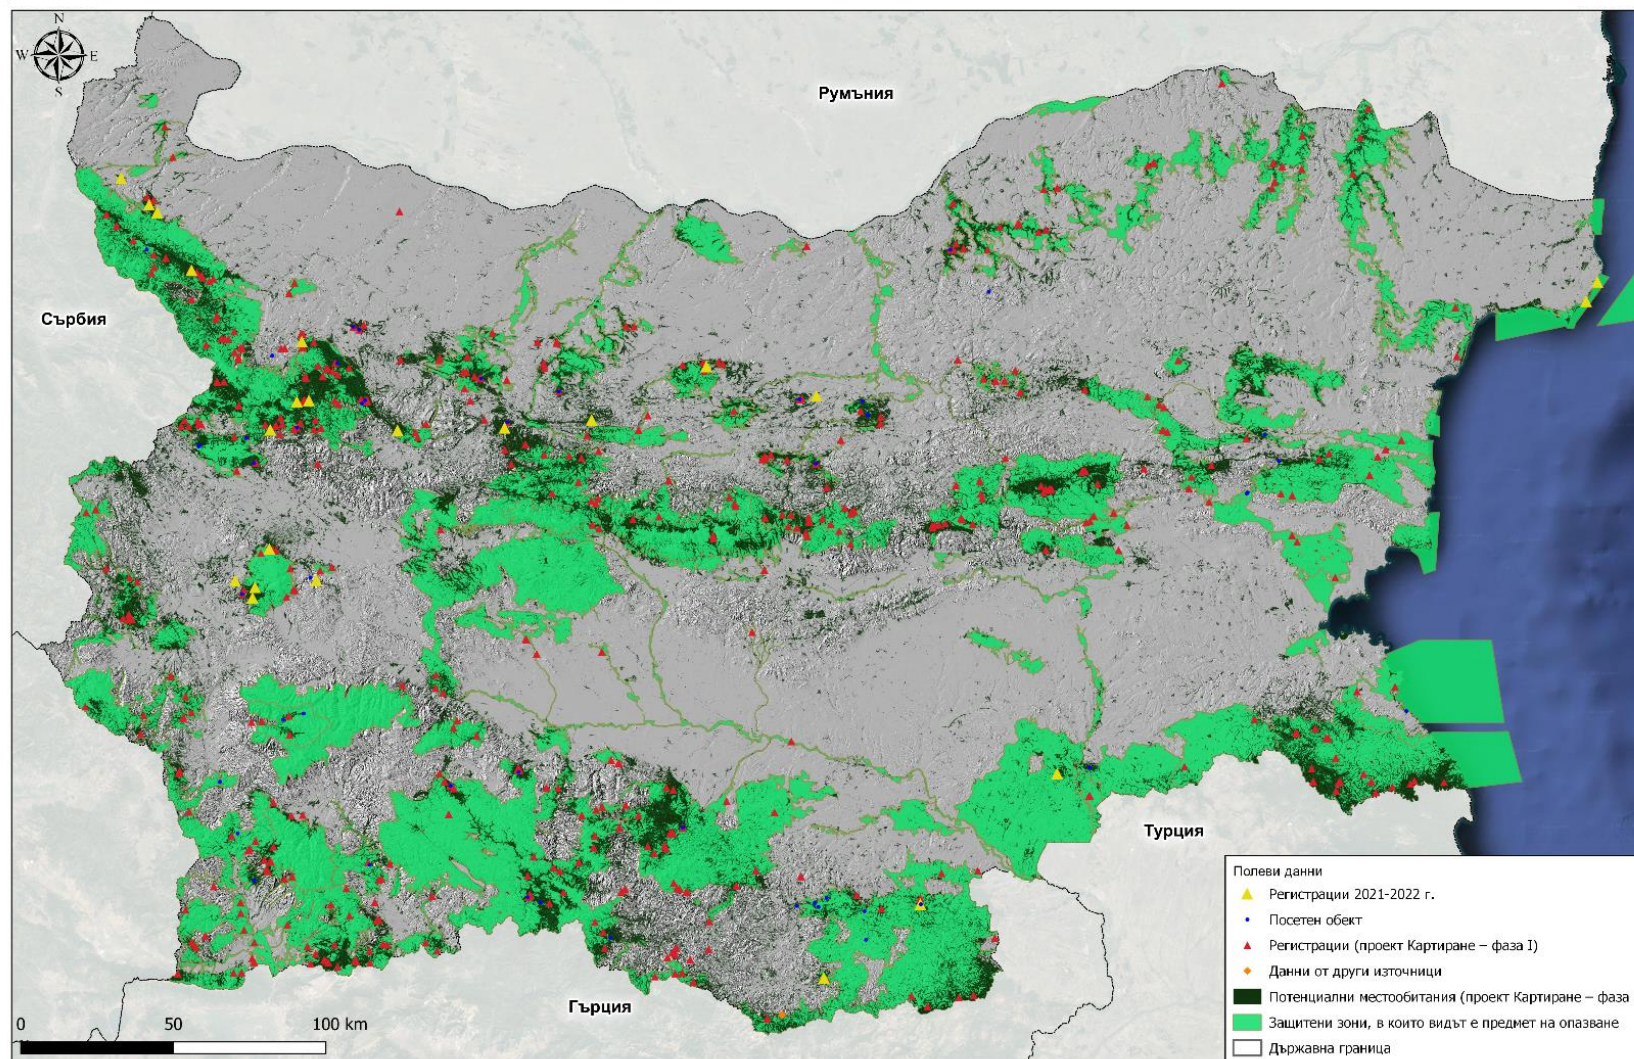 N
W E
S
Румъния
Сърбия
Турция
Гърция
0 50 100 km
Полеви данни
Регистрации 2021-2022 г.
Посетен обект
Регистрации (проект Картиране – фаза I)
Данни от други източници
Потенциални местообитания (проект Картиране – фаза
Защитени зони, в които видът е предмет на опазване
Държавна граница